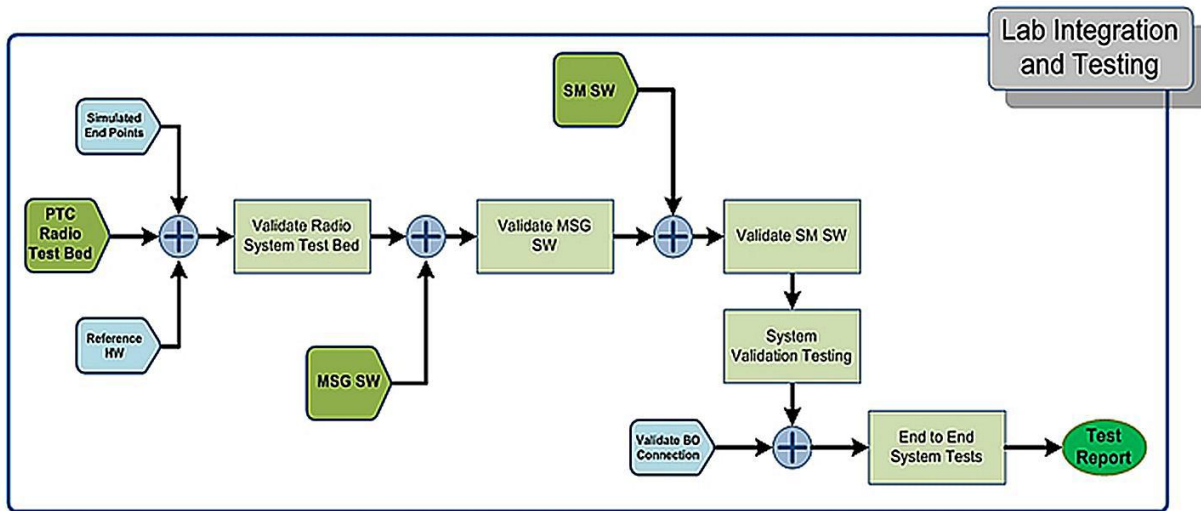 Lab Integration
and Testing
SM SW
Simulated
End Points
PTC
Radio
Test Bed
Validate Radio
System Test Bed
Validate MSG
SW
Validate SM SW
Reference
HW
MSG SW
System
Validation Testing
Validate BO
Connection
End to End
System Tests
Test
Report